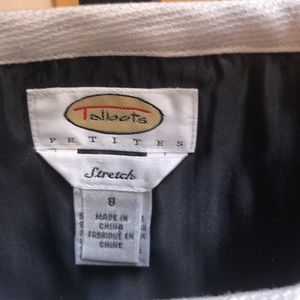 Talbots
PETITES
Stretch
8
MADE IN
CHINA
FABRIQUÉ EN
CHINE